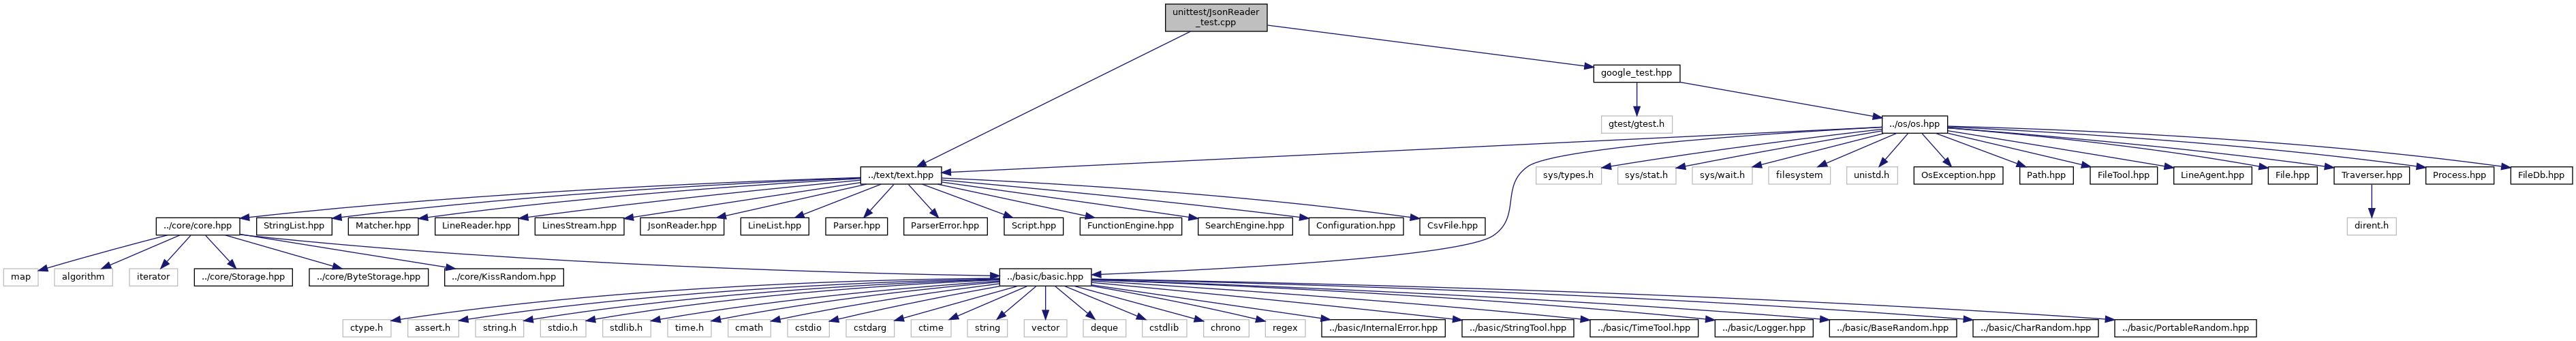 unittest/JsonReader
_test.cpp
google_test.hpp
gtest/gtest.h
../os/os.hpp
../text/text.hpp
sys/types.h
sys/stat.h
sys/wait.h
filesystem
unistd.h
OsException.hpp
Path.hpp
FileTool.hpp
LineAgent.hpp
File.hpp
Traverser.hpp
Process.hpp
FileDb.hpp
../core/core.hpp
StringList.hpp
Matcher.hpp
LineReader.hpp
LinesStream.hpp
JsonReader.hpp
LineList.hpp
Parser.hpp
ParserError.hpp
Script.hpp
FunctionEngine.hpp
SearchEngine.hpp
Configuration.hpp
CsvFile.hpp
dirent.h
map
algorithm
iterator
../core/Storage.hpp
../core/ByteStorage.hpp
../core/KissRandom.hpp
../basic/basic.hpp
ctype.h
assert.h
string.h
stdio.h
stdlib.h
time.h
cmath
cstdio
cstdarg
ctime
string
vector
deque
cstdlib
chrono
regex
../basic/InternalError.hpp
../basic/StringTool.hpp
../basic/TimeTool.hpp
../basic/Logger.hpp
../basic/BaseRandom.hpp
../basic/CharRandom.hpp
../basic/PortableRandom.hpp